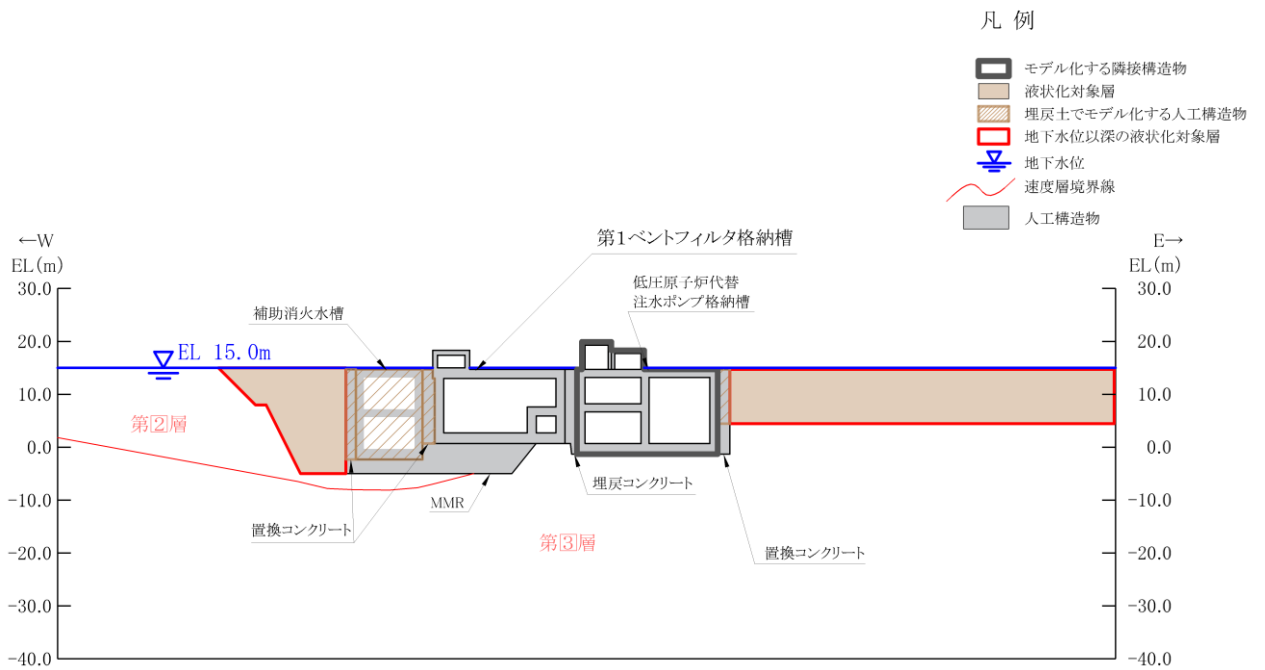 凡 例
モデル化する隣接構造物
液状化対象層
埋戻土でモデル化する人工構造物
地下水位以深の液状化対象層
地下水位
速度層境界線
人工構造物
←W
EL(m)
E→
EL(m)
第1ベントフィルタ格納槽
低圧原子炉代替
注水ポンプ格納槽
補助消火水槽
EL 15.0m
30.0
20.0
10.0
0.0
-10.0
-20.0
-30.0
-40.0
30.0
20.0
10.0
0.0
-10.0
-20.0
-30.0
-40.0
第②層
第③層
埋戻コンクリート
MMR
置換コンクリート
置換コンクリート